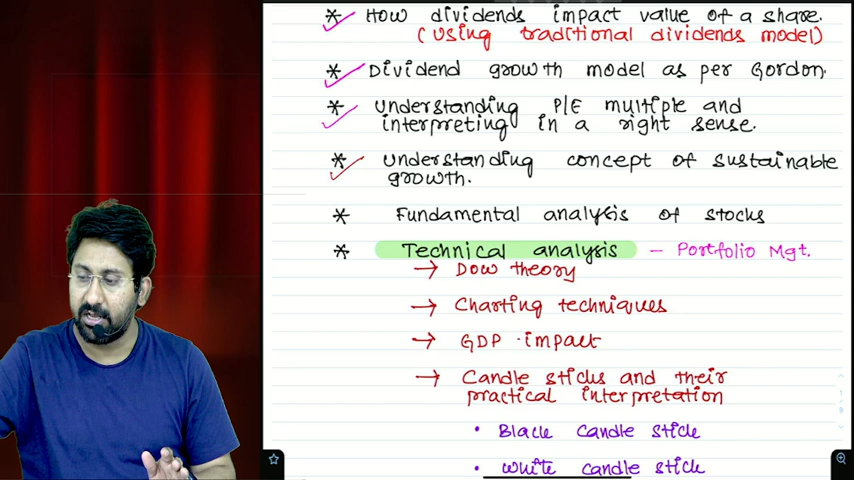 * How dividends impact value of a share.
(Using traditional dividends model)
* Dividend growth model as per Gordon.
* Understanding P/E multiple and
interpreting in a right sense.
* Understanding concept of sustainable
growth.
* Fundamental analysis of stocks
* Technical analysis - Portfolio Mgt.
→ Dow theory
→ Charting techniques
→ GDP impact
→ Candle sticks and their
practical interpretation
• Black candle stick
• White candle stick